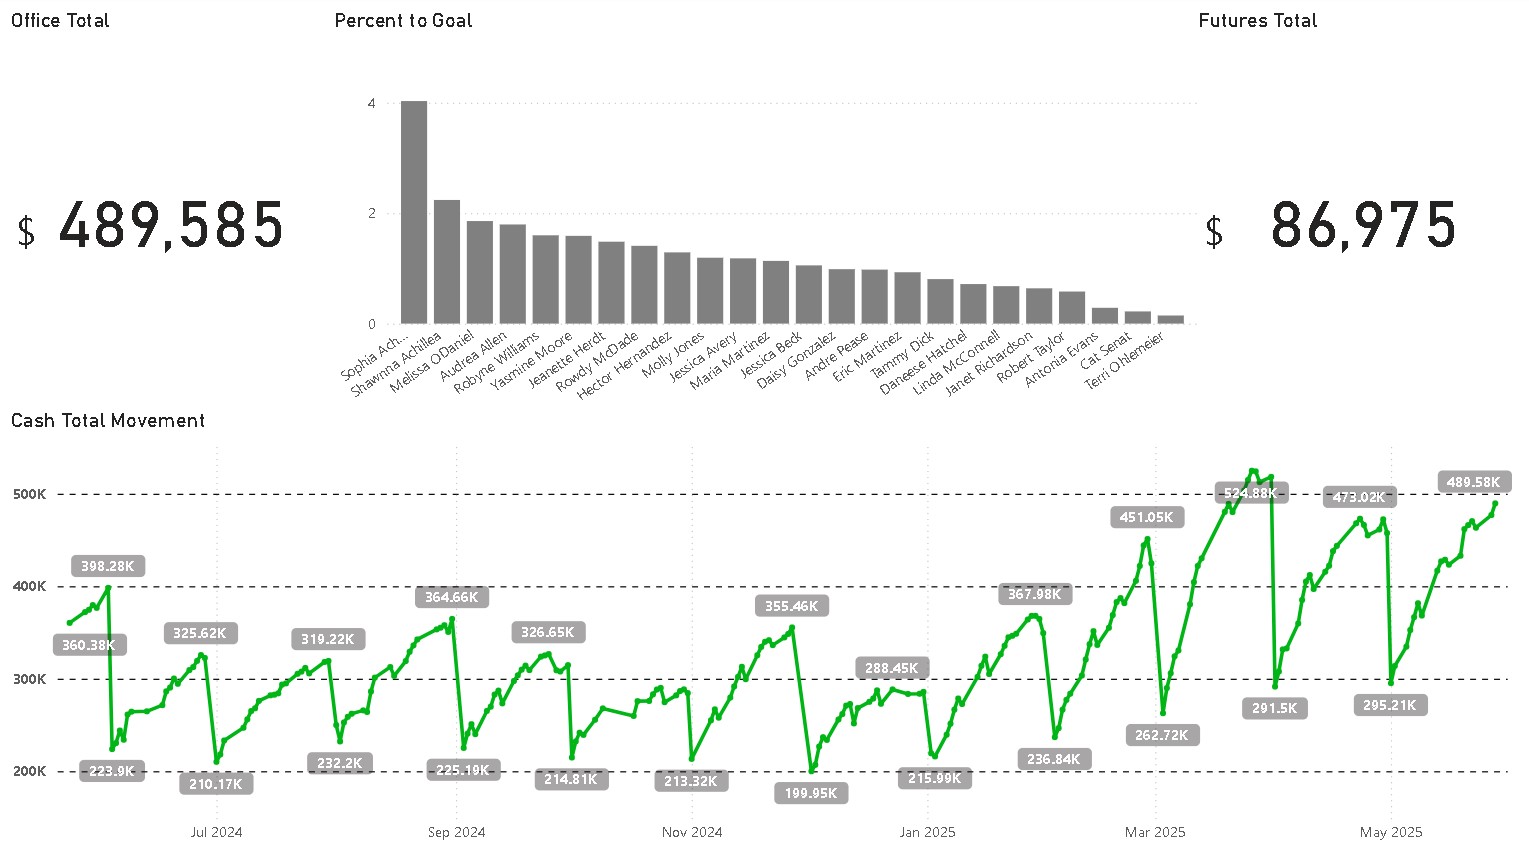 Office Total
Percent to Goal
Futures Total
$ 489,585
4
2
0
Sophia Ach...
Shawnna Achillea
Melissa ODaniel
Audrea Allen
Robyne Williams
Yasmine Moore
Jeanette Herdt
Rowdy McDade
Hector Hernandez
Molly Jones
Jessica Avery
Maria Martinez
Jessica Beck
Daisy Gonzalez
Andre Pease
Eric Martinez
Tammy Dick
Daneese Hatchel
Linda McConnell
Janet Richardson
Robert Taylor
Antonia Evans
Cat Senat
Terri Ohlemeier
$ 86,975
Cash Total Movement
500K
400K
300K
200K
360.38K
398.28K
223.9K
325.62K
210.17K
319.22K
232.2K
364.66K
225.19K
326.65K
214.81K
213.32K
355.46K
199.95K
288.45K
215.99K
367.98K
236.84K
451.05K
262.72K
524.88K
291.5K
473.02K
295.21K
489.58K
Jul 2024
Sep 2024
Nov 2024
Jan 2025
Mar 2025
May 2025